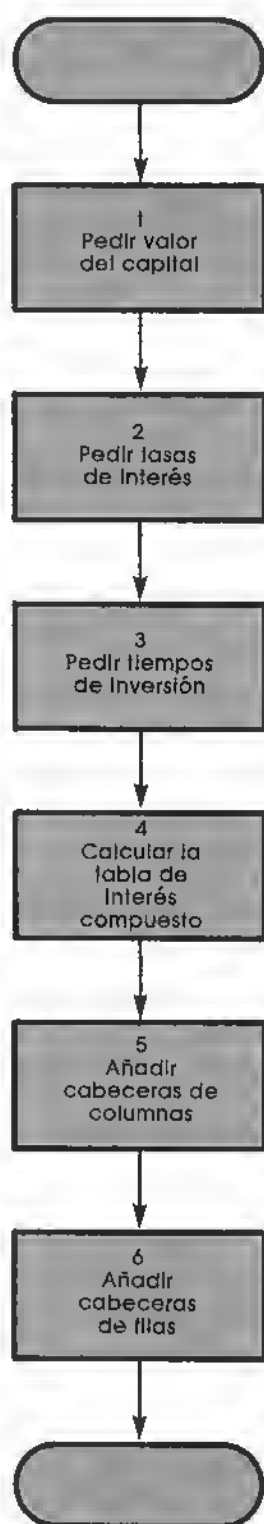 1
Pedir valor
del capital
2
Pedir tasas
de interés
3
Pedir tiempos
de inversión
4
Calcular la
tabla de
interés
compuesto
5
Añadir
cabeceras de
columnas
6
Añadir
cabeceras
de filas